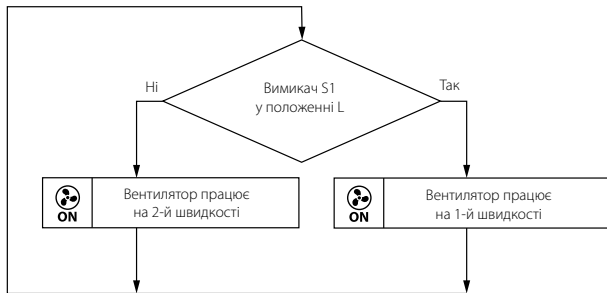 Вимикач S1
у положенні L
Ні
Так
ON
Вентилятор працює
на 2-й швидкості
ON
Вентилятор працює
на 1-й швидкості